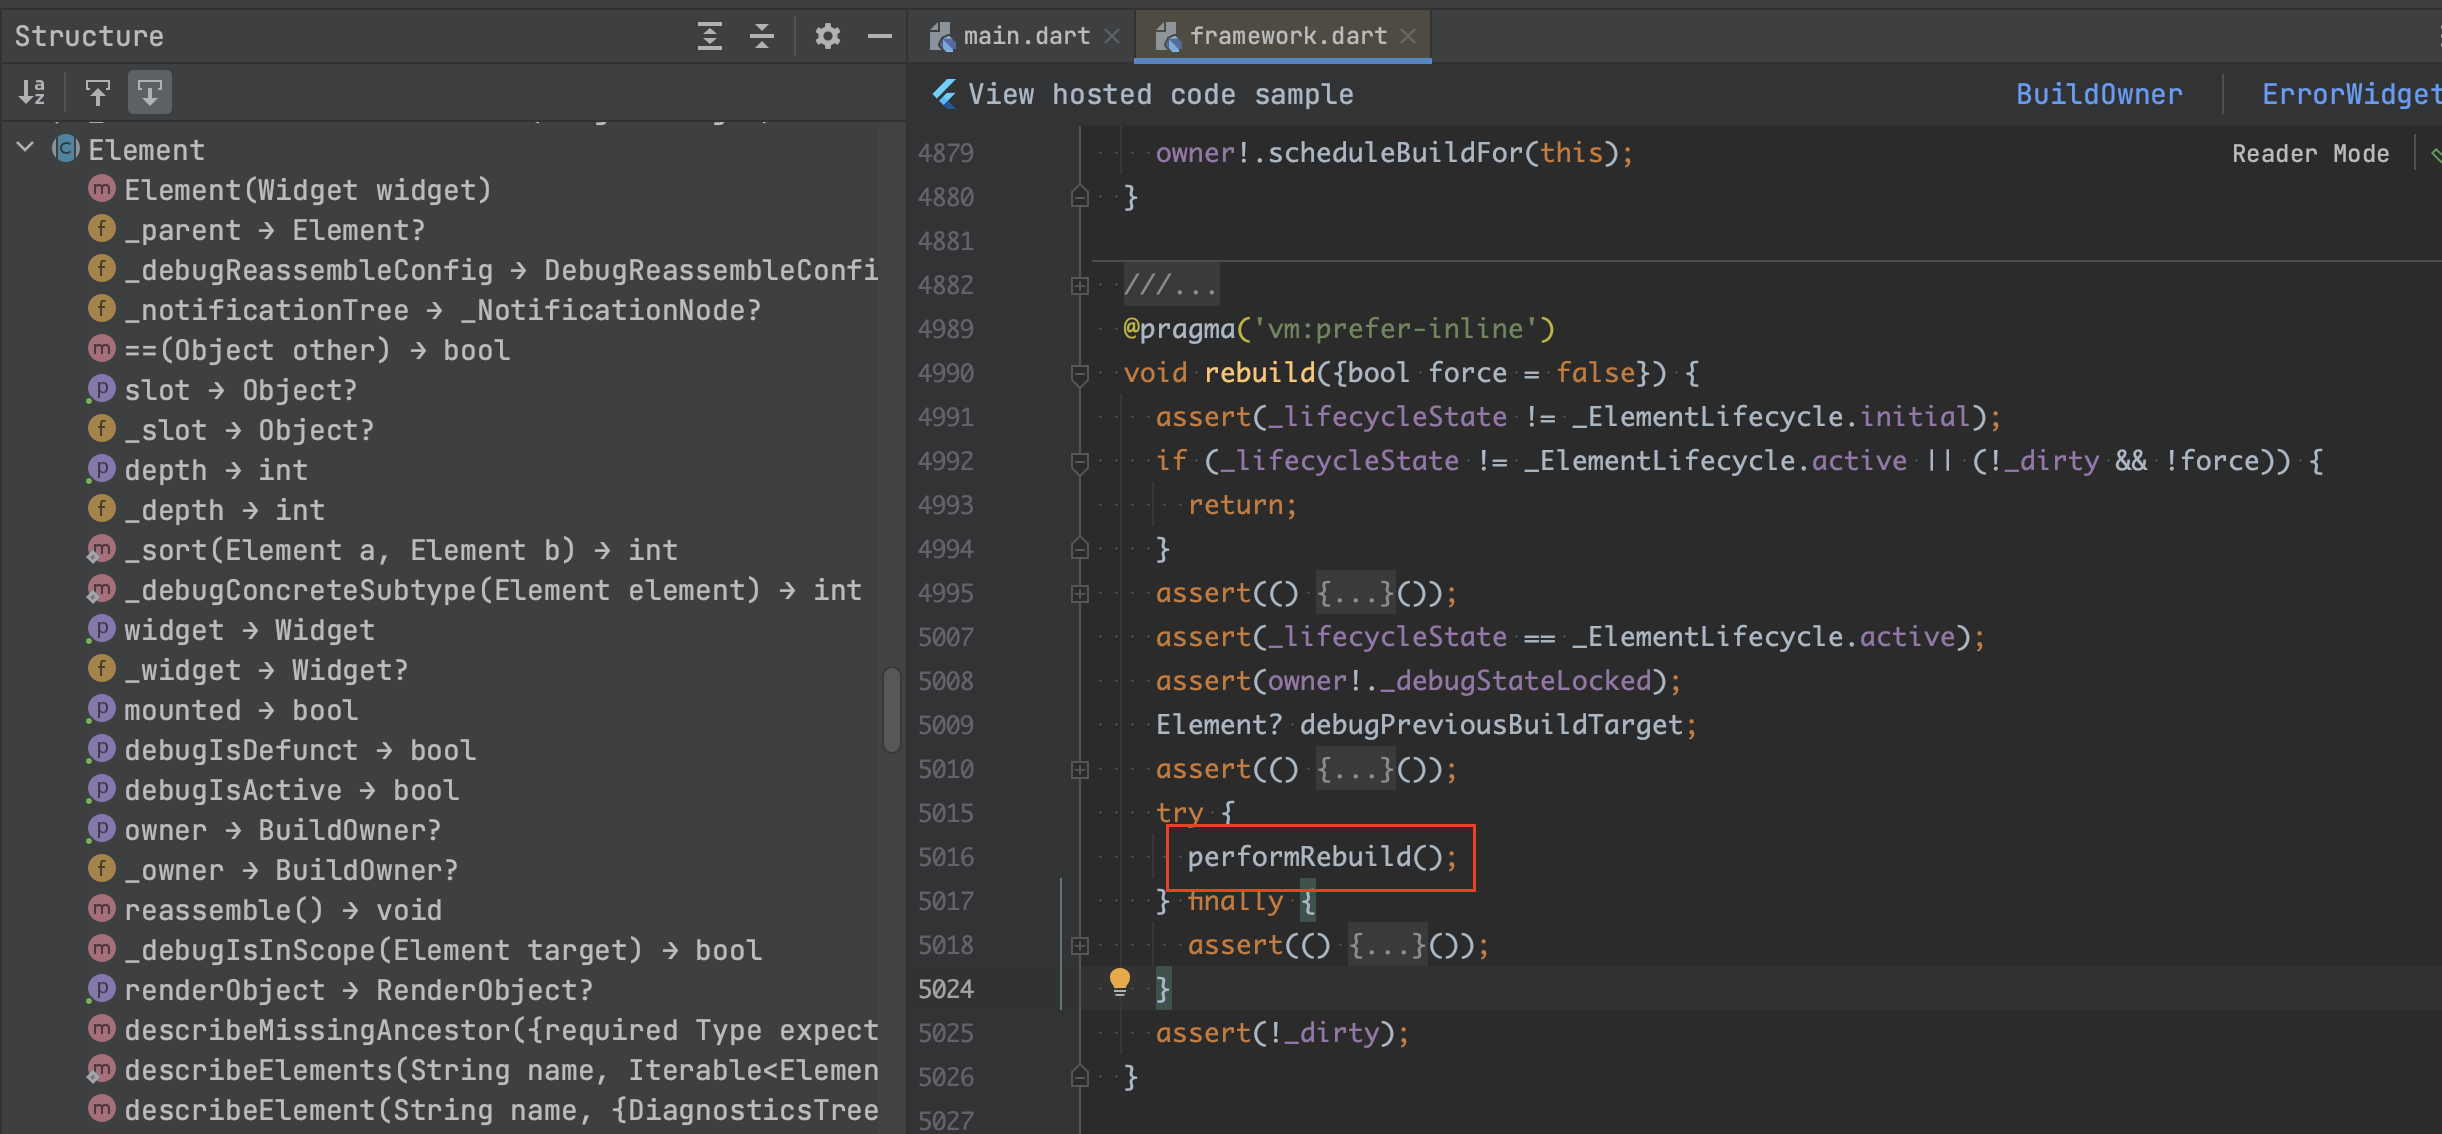 Structure
Element
Element(Widget widget)
_parent → Element?
_debugReassembleConfig → DebugReassembleConfi
_notificationTree → _NotificationNode?
==(Object other) → bool
slot → Object?
_slot → Object?
depth → int
_depth → int
_sort(Element a, Element b) → int
_debugConcreteSubtype(Element element) → int
widget → Widget
_widget → Widget?
mounted → bool
debugIsDefunct → bool
debugIsActive → bool
owner → BuildOwner?
_owner → BuildOwner?
reassemble() → void
_debugIsInScope(Element target) → bool
renderObject → RenderObject?
describeMissingAncestor({required Type expect
describeElements(String name, Iterable<Elemen
describeElement(String name, {DiagnosticsTree
main.dart
framework.dart
View hosted code sample
BuildOwner
ErrorWidget
Reader Mode
4879 owner!.scheduleBuildFor(this);
4880 }
4881
4882 ///...
4989 @pragma('vm:prefer-inline')
4990 void rebuild({bool force = false}) {
4991 assert(_lifecycleState != _ElementLifecycle.initial);
4992 if (_lifecycleState != _ElementLifecycle.active || (!_dirty && !force)) {
4993 return;
4994 }
4995 assert(() {...}());
5007 assert(_lifecycleState == _ElementLifecycle.active);
5008 assert(owner!._debugStateLocked);
5009 Element? debugPreviousBuildTarget;
5010 assert(() {...}());
5015 try {
5016 performRebuild();
5017 } finally {
5018 assert(() {...}());
5024 }
5025 assert(!_dirty);
5026 }
5027